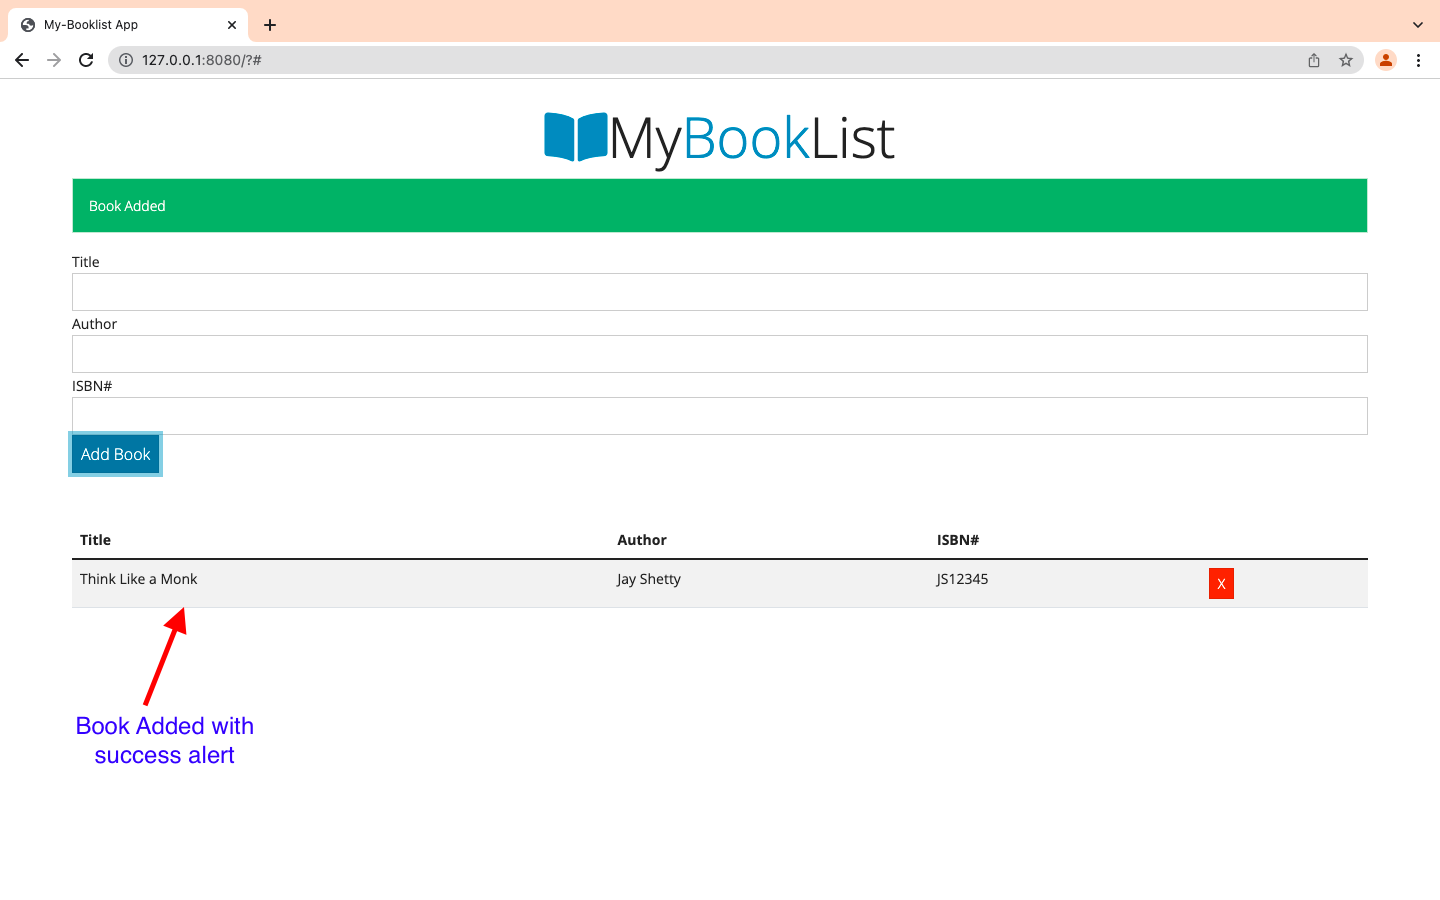 My-Booklist App
127.0.0.1:8080/?#
MyBookList
Book Added
Title
Author
ISBN#
Add Book
Title Author ISBN#
Think Like a Monk Jay Shetty JS12345 X
Book Added with
success alert